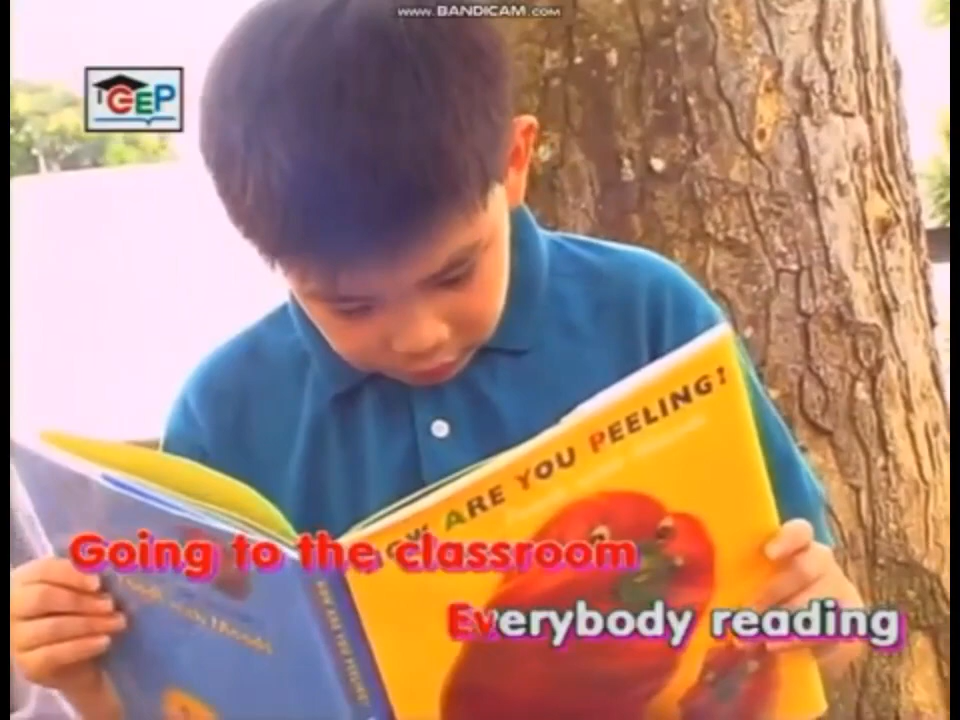 www.BANDICAM.com
GEP
ARE YOU PEELING?
Going to the classroom
Everybody reading